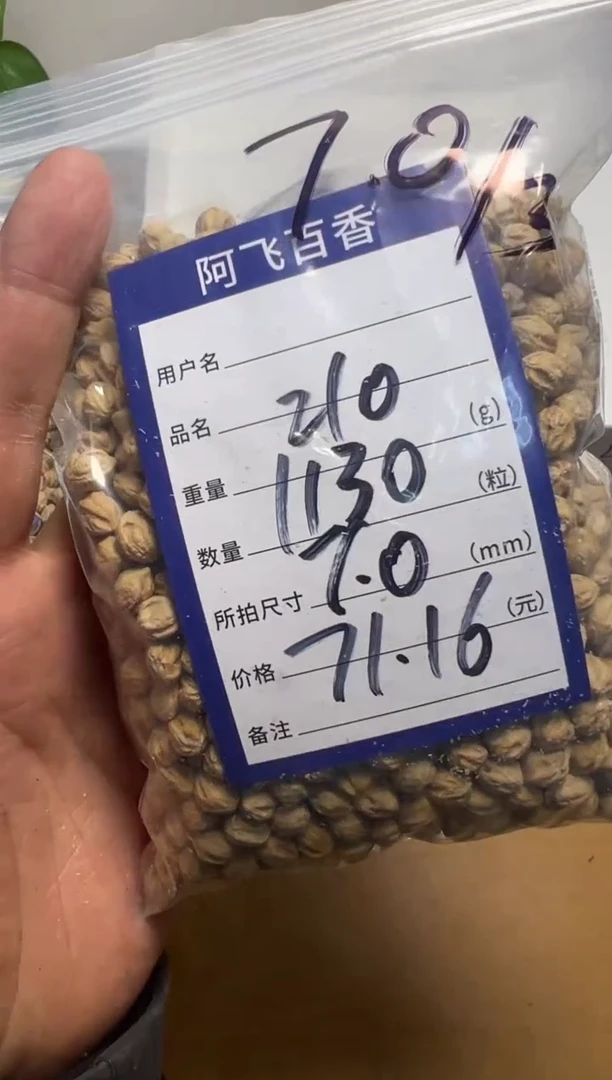 7.0/2
阿飞百香
用户名
品名
210
重量 (g)
1130
数量 (粒)
7.0
所拍尺寸 (mm)
71.16
价格 (元)
备注